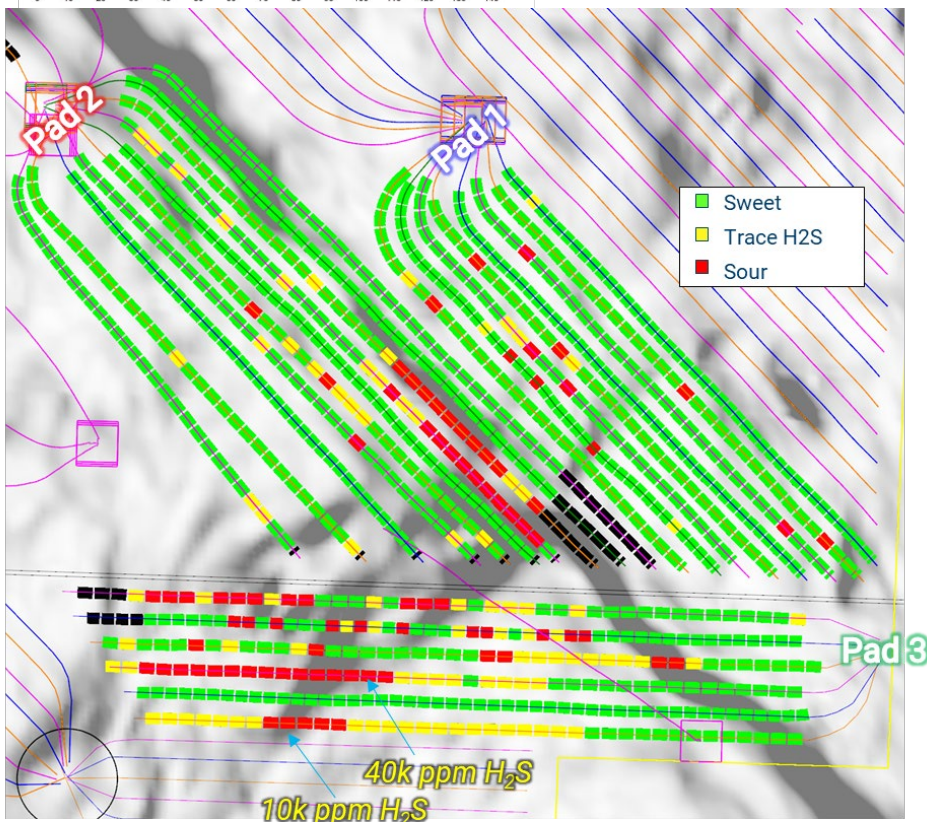 Pad 2
Pad 1
Sweet
Trace H2S
Sour
Pad 3
40k ppm H₂S
10k ppm H₂S